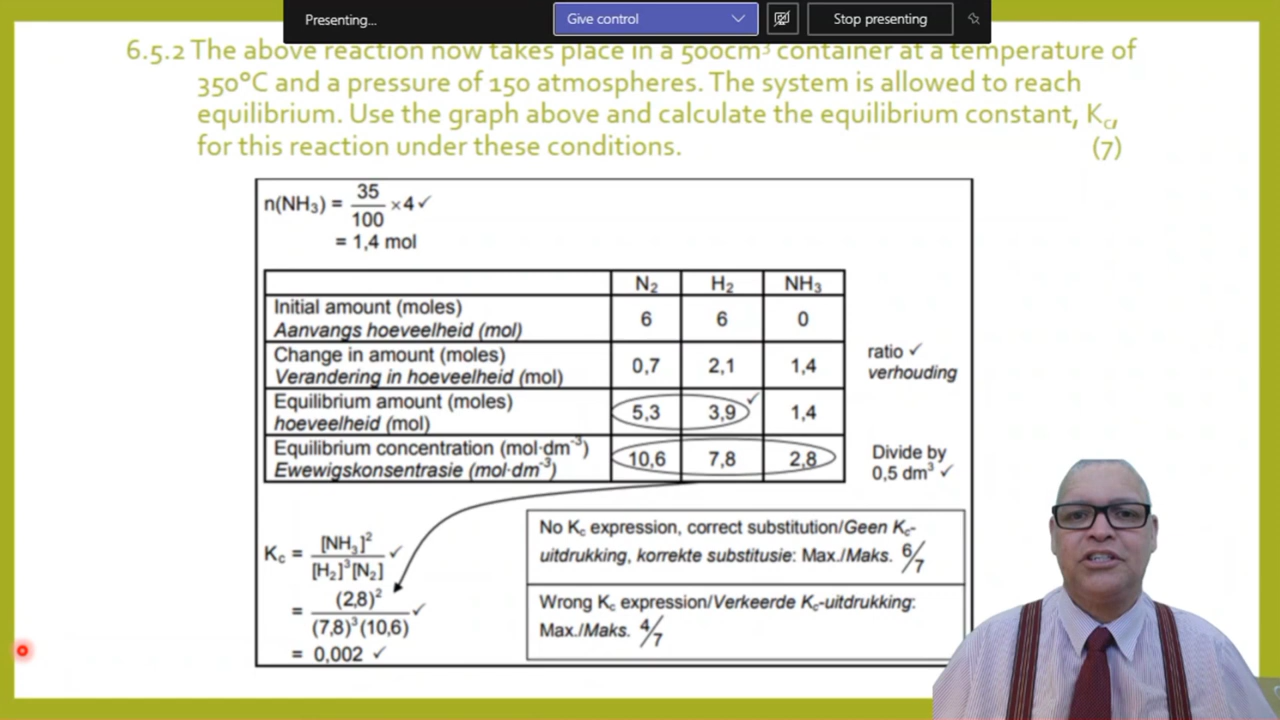 Presenting...
Give control
Stop presenting
6.5.2 The above reaction now takes place in a 500cm³ container at a temperature of
350°C and a pressure of 150 atmospheres. The system is allowed to reach
equilibrium. Use the graph above and calculate the equilibrium constant, Kc,
for this reaction under these conditions. (7)
n(NH₃) = 35/100 ×4 ✓
= 1,4 mol
N₂ H₂ NH₃
Initial amount (moles)
Aanvangs hoeveelheid (mol)
6 6 0
Change in amount (moles)
Verandering in hoeveelheid (mol)
0,7 2,1 1,4
ratio ✓
verhouding
Equilibrium amount (moles)
hoeveelheid (mol)
5,3 3,9 ✓ 1,4
Equilibrium concentration (mol·dm⁻³)
Ewewigskonsentrasie (mol·dm⁻³)
10,6 7,8 2,8
Divide by
0,5 dm³ ✓
Kc = [NH₃]²/[H₂]³[N₂] ✓
= (2,8)²/(7,8)³(10,6) ✓
= 0,002 ✓
No Kc expression, correct substitution/Geen Kc-
uitdrukking, korrekte substitusie: Max./Maks. 6/7
Wrong Kc expression/Verkeerde Kc-uitdrukking:
Max./Maks. 4/7